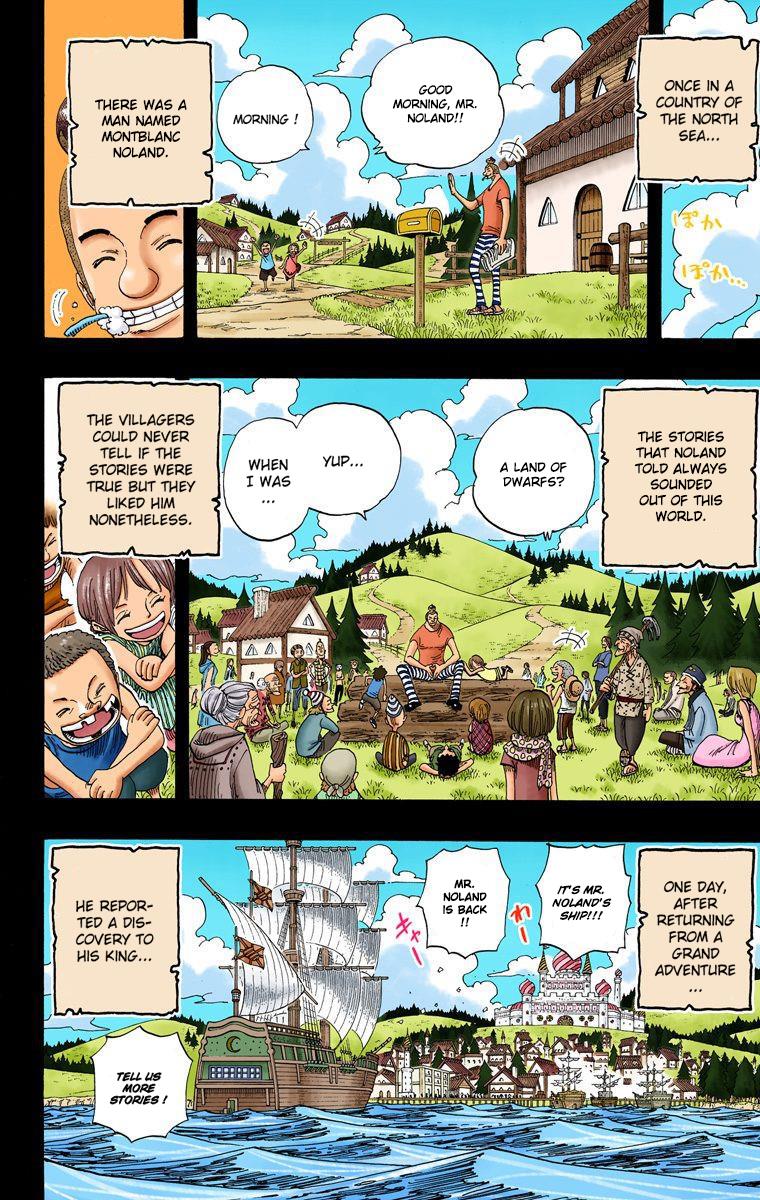 ONCE IN A
COUNTRY OF
THE NORTH
SEA...
ぽか
ぽか...
GOOD
MORNING, MR.
NOLAND!!
MORNING !
THERE WAS A
MAN NAMED
MONTBLANC
NOLAND.
THE STORIES
THAT NOLAND
TOLD ALWAYS
SOUNDED
OUT OF THIS
WORLD.
A LAND OF
DWARFS?
YUP...
WHEN
I WAS
...
THE VILLAGERS
COULD NEVER
TELL IF THE
STORIES WERE
TRUE BUT THEY
LIKED HIM
NONETHELESS.
ONE DAY,
AFTER
RETURNING
FROM A
GRAND
ADVENTURE
...
IT'S MR.
NOLAND'S
SHIP!!!
わー
MR.
NOLAND
IS BACK
!!
キャー
HE REPOR-
TED A DIS-
COVERY TO
HIS KING...
TELL US
MORE
STORIES !